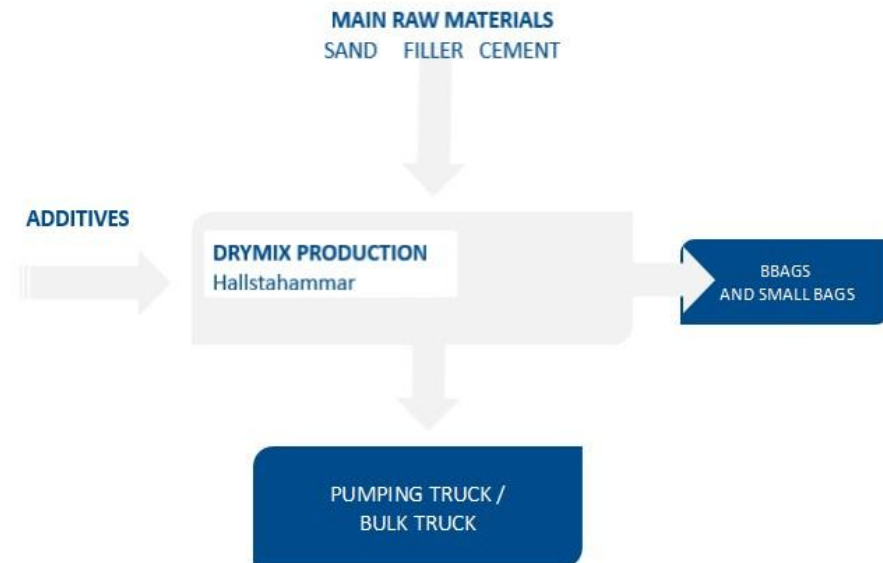 MAIN RAW MATERIALS
SAND FILLER CEMENT
ADDITIVES
DRYMIX PRODUCTION
Hallstahammar
BBAGS
AND SMALL BAGS
PUMPING TRUCK /
BULK TRUCK